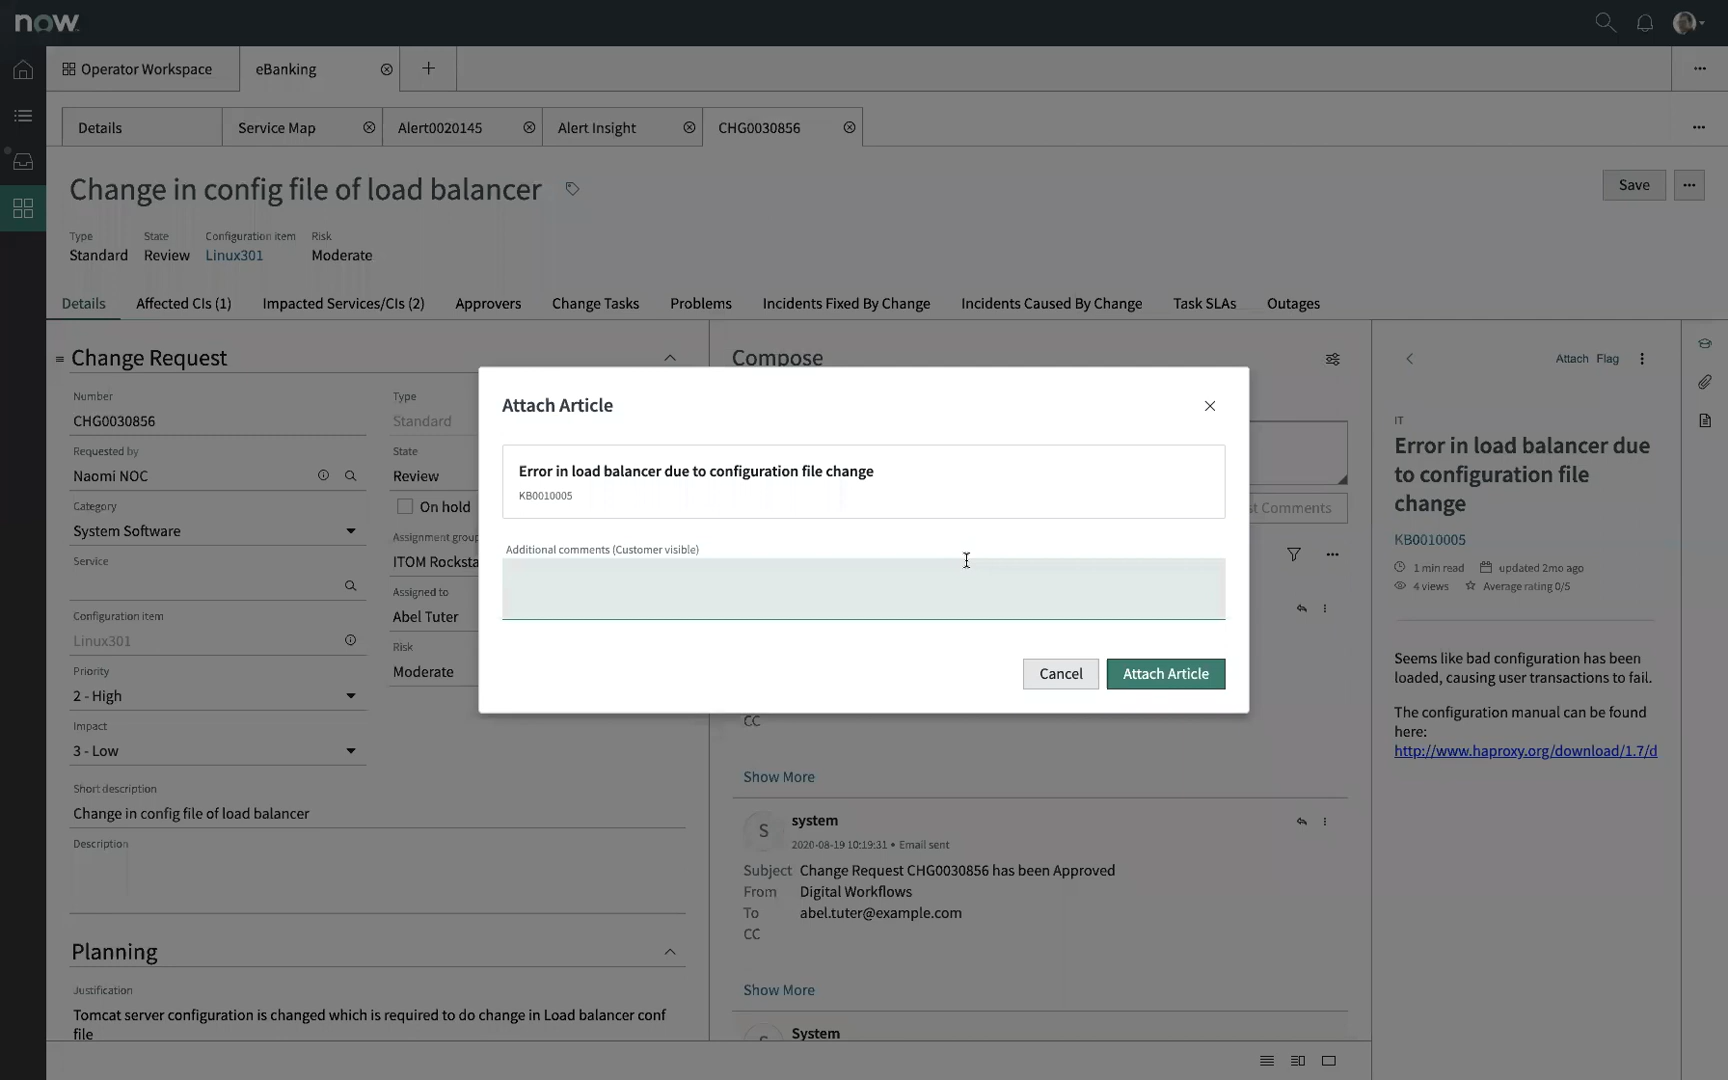 now
Operator Workspace
eBanking
Details
Service Map
Alert0020145
Alert Insight
CHG0030856
Change in config file of load balancer
Save
Type
State
Configuration item
Risk
Standard
Review
Linux301
Moderate
Details
Affected CIs (1)
Impacted Services/CIs (2)
Approvers
Change Tasks
Problems
Incidents Fixed By Change
Incidents Caused By Change
Task SLAs
Outages
Change Request
Number
CHG0030856
Requested by
Naomi NOC
Category
System Software
Service
Configuration item
Linux301
Priority
2 - High
Impact
3 - Low
Type
Standard
State
Review
On hold
Assignment group
ITOM Rocksta
Assigned to
Abel Tuter
Risk
Moderate
Short description
Change in config file of load balancer
Description
Planning
Justification
Tomcat server configuration is changed which is required to do change in Load balancer conf
file
Compose
Attach Article
Error in load balancer due to configuration file change
KB0010005
Additional comments (Customer visible)
Cancel
Attach Article
st Comments
CC
Show More
S
system
2020-08-19 10:19:31 • Email sent
Subject Change Request CHG0030856 has been Approved
From Digital Workflows
To abel.tuter@example.com
CC
Show More
System
Attach
Flag
IT
Error in load balancer due
to configuration file
change
KB0010005
1 min read
updated 2mo ago
4 views
Average rating 0/5
Seems like bad configuration has been
loaded, causing user transactions to fail.
The configuration manual can be found
here:
http://www.haproxy.org/download/1.7/d